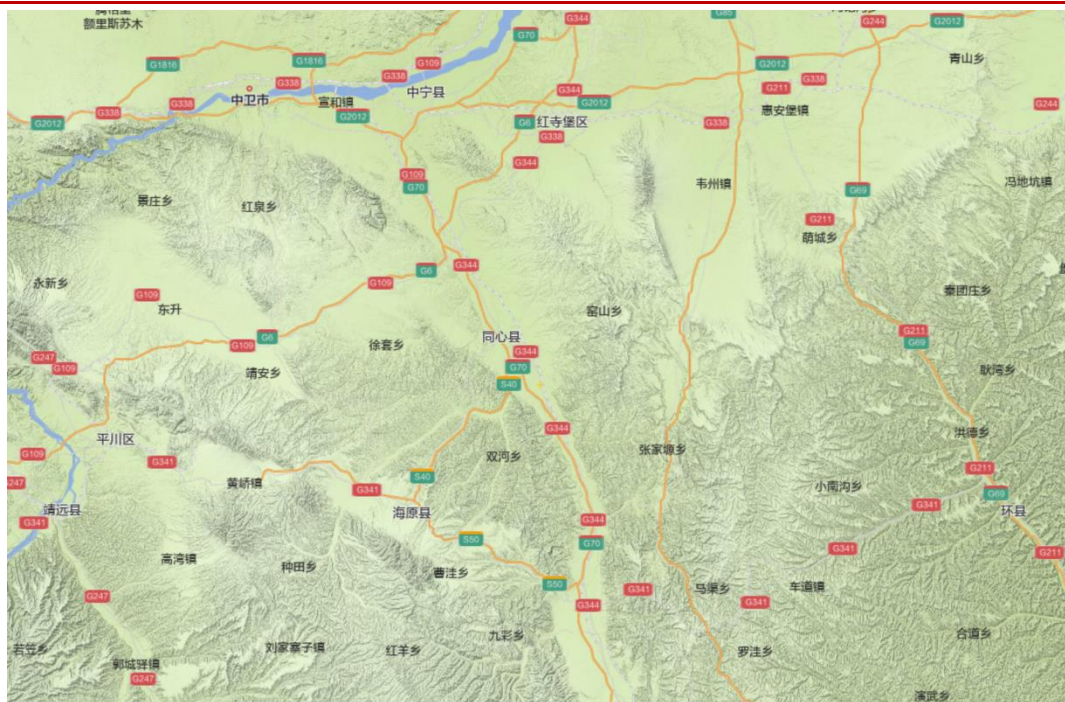 额里斯苏木
G344
G70
G85
G244
G2012
青山乡
G1816
G1816
G109
G338
G338
G2012
G338
G211
中卫市
宣和镇
中宁县
G344
G2012
惠安堡镇
G244
G338
G338
G2012
G2012
G6
红寺堡区
G338
G338
G344
G109
G70
韦州镇
冯地坑镇
G69
景庄乡
红泉乡
G211
萌城乡
G344
G6
永新乡
G109
G109
秦团庄乡
东升
窑山乡
G211
G69
同心县
G6
G109
徐套乡
G344
G247
G109
G70
耿湾乡
靖安乡
S40
G344
洪德乡
平川区
G109
G341
双河乡
张家塬乡
G211
S40
G247
黄峤镇
G341
小南沟乡
G69
靖远县
海原县
G341
环县
G341
G344
S50
G70
G341
G211
高湾镇
种田乡
曹洼乡
S50
G341
马渠乡
车道镇
G247
G344
G341
九彩乡
合道乡
若笠乡
刘家寨子镇
红羊乡
罗洼乡
郭城驿镇
G247
演武乡